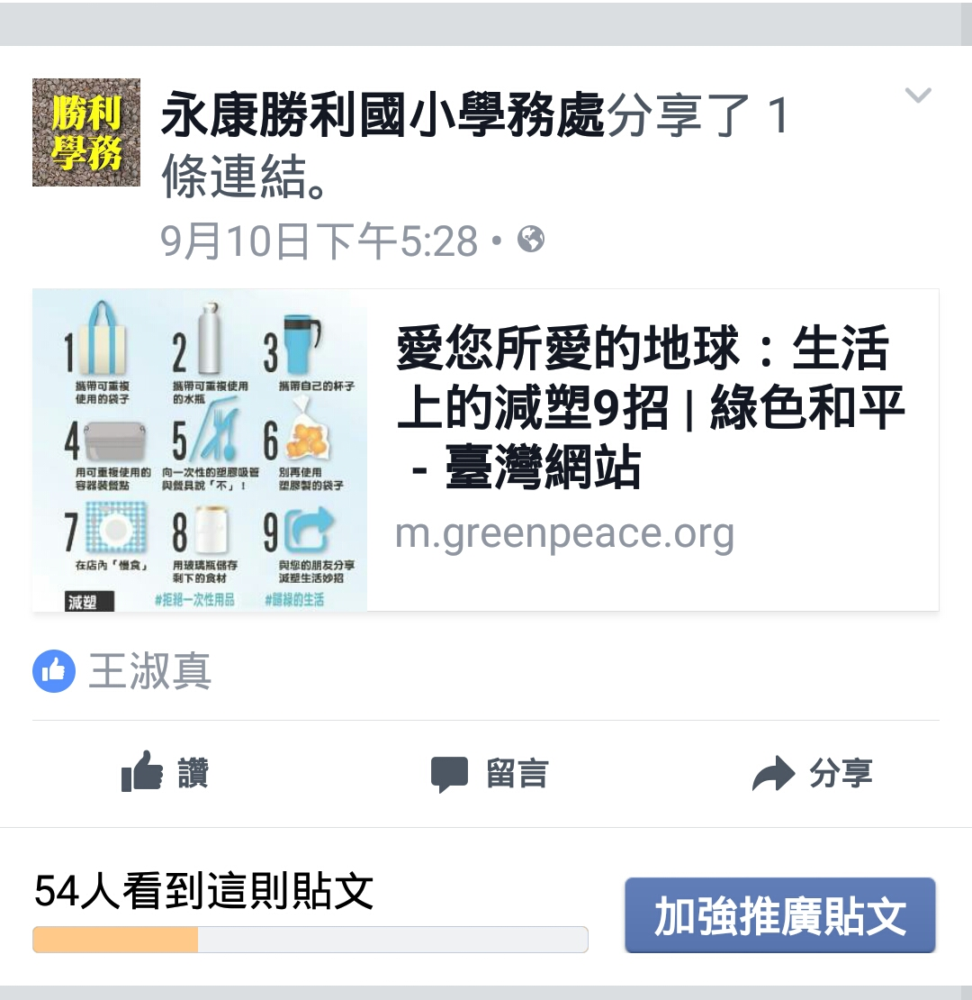 勝利
學務
永康勝利國小學務處分享了 1
條連結。
9月10日下午5:28 •
愛您所愛的地球：生活
上的減塑9招 | 綠色和平
- 臺灣網站
m.greenpeace.org
1
攜帶可重複
使用的袋子
2
攜帶可重複使用
的水瓶
3
攜帶自己的杯子
4
用可重複使用的
容器裝餐點
5
向一次性的塑膠吸管
與餐具說「不」！
6
別再使用
塑膠製的袋子
7
在店內「慢食」
8
用玻璃瓶儲存
剩下的食材
9
與您的朋友分享
減塑生活妙招
減塑
#拒絕一次性用品
#譜綠的生活
王淑真
讚
留言
分享
54人看到這則貼文
加強推廣貼文